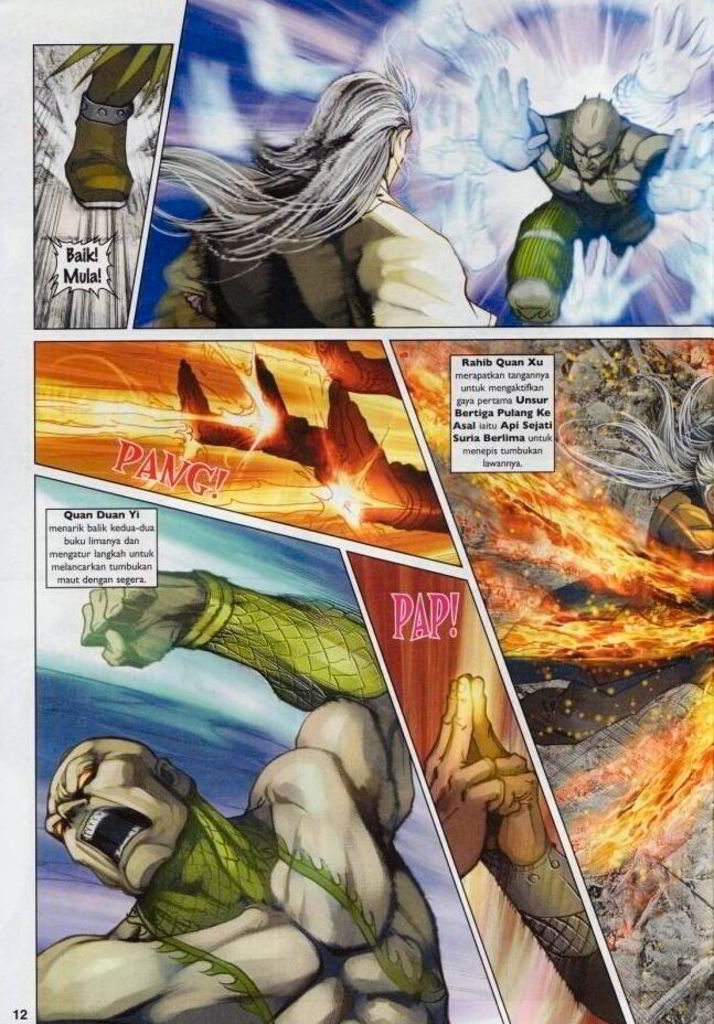 Baik!
Mula!
PANG!
Rahib Quan Xu
merapatkan tangannya
untuk mengaktifkan
gaya pertama Unsur
Bertiga Pulang Ke
Asal iaitu Api Sejati
Suria Berlima untuk
menepis tumbukan
lawannya.
Quan Duan Yi
menarik balik kedua-dua
buku limanya dan
mengatur langkah untuk
melancarkan tumbukan
maut dengan segera.
PAP!
12